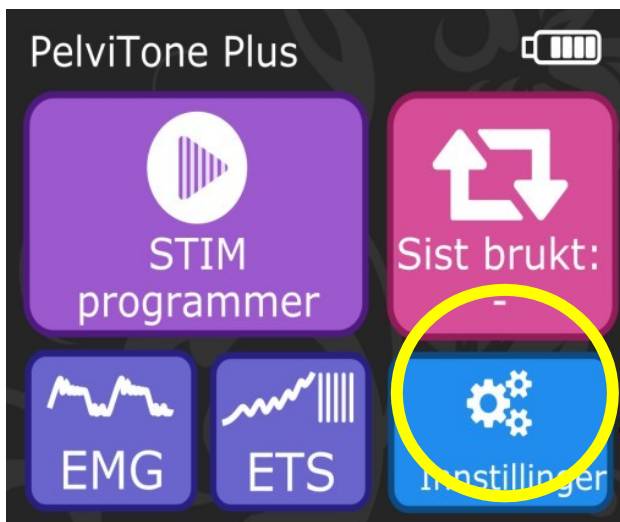 PelviTone Plus
STIM
programmer
Sist brukt:
-
EMG
ETS
Innstillinger